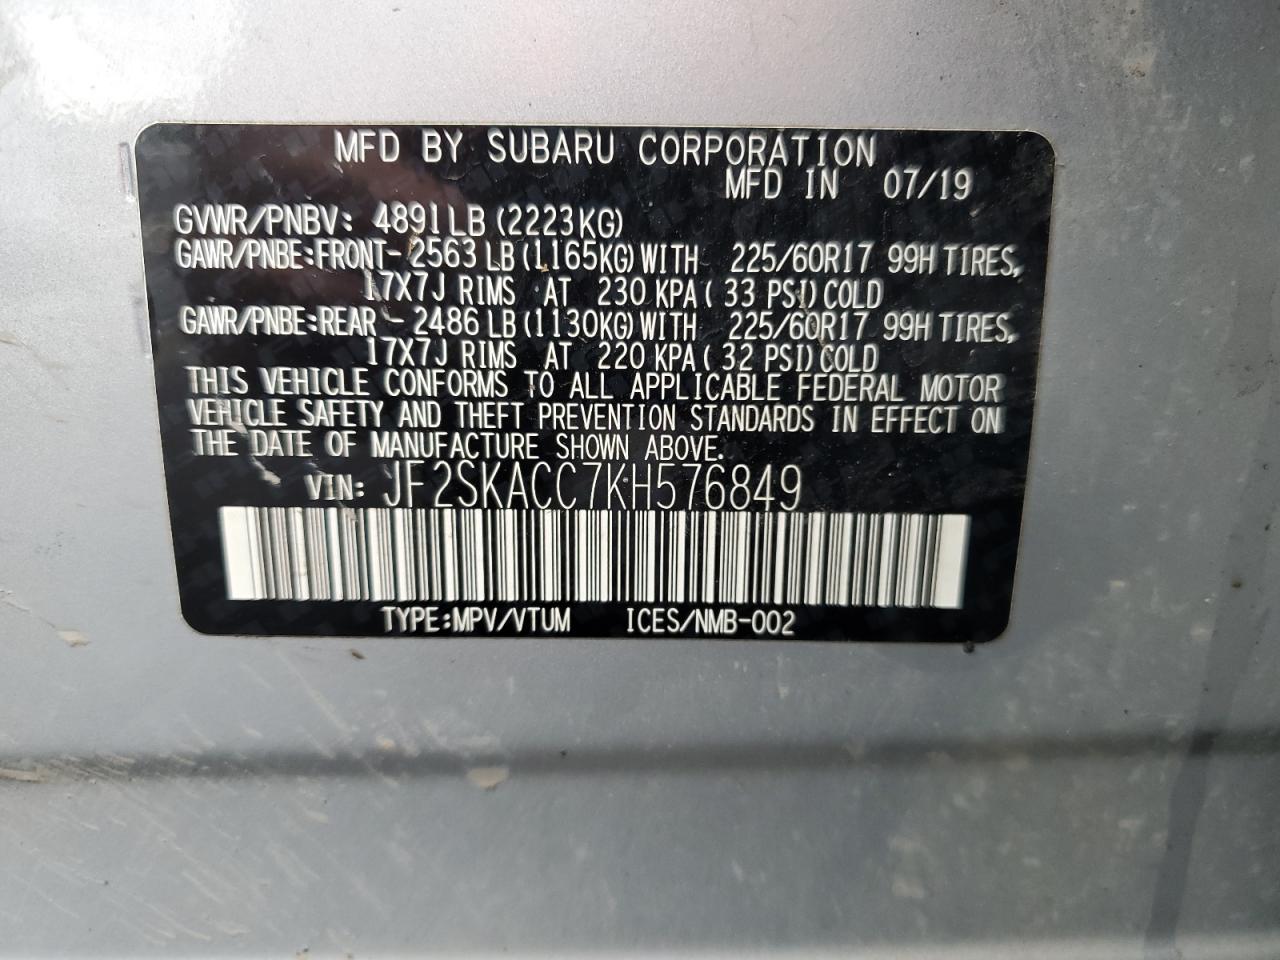 MFD BY SUBARU CORPORATION
MFD IN 07/19
GVWR/PNBV: 4891LB (2223KG)
GAWR/PNBE:FRONT- 2563 LB (1165KG) WITH 225/60R17 99H TIRES,
17X7J RIMS AT 230 KPA ( 33 PSI) COLD
GAWR/PNBE:REAR - 2486 LB (1130KG) WITH 225/60R17 99H TIRES,
17X7J RIMS AT 220 KPA ( 32 PSI) COLD
THIS VEHICLE CONFORMS TO ALL APPLICABLE FEDERAL MOTOR
VEHICLE SAFETY AND THEFT PREVENTION STANDARDS IN EFFECT ON
THE DATE OF MANUFACTURE SHOWN ABOVE.
VIN: JF2SKACC7KH576849
TYPE:MPV/VTUM ICES/NMB-002